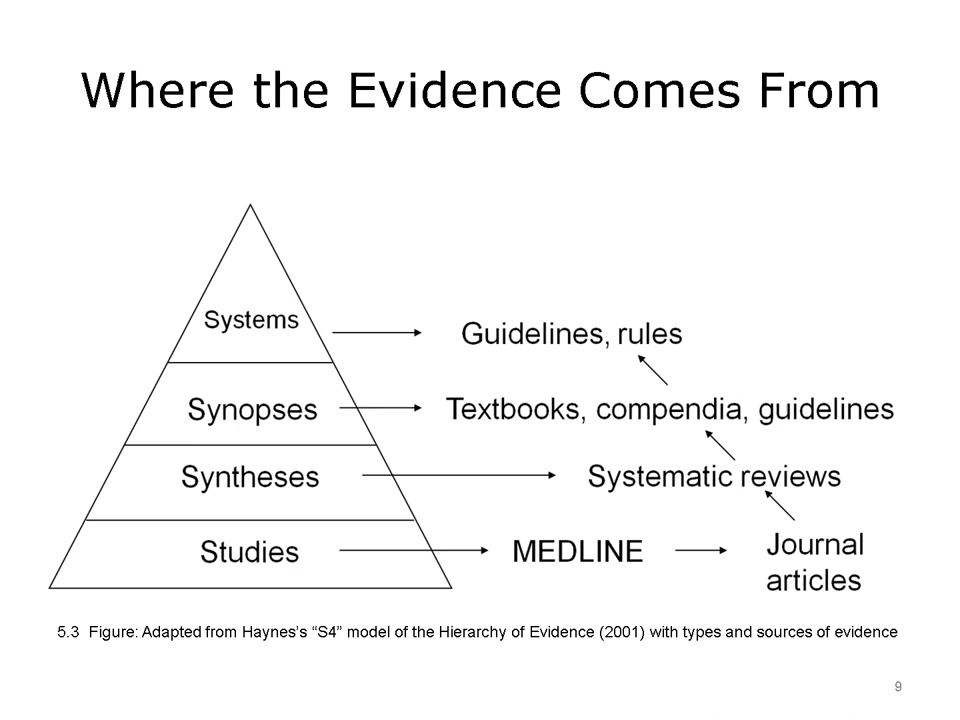 Where the Evidence Comes From
Systems
Guidelines, rules
Synopses
Textbooks, compendia, guidelines
Syntheses
Systematic reviews
Studies
MEDLINE
Journal
articles
5.3 Figure: Adapted from Haynes’s “S4” model of the Hierarchy of Evidence (2001) with types and sources of evidence
9